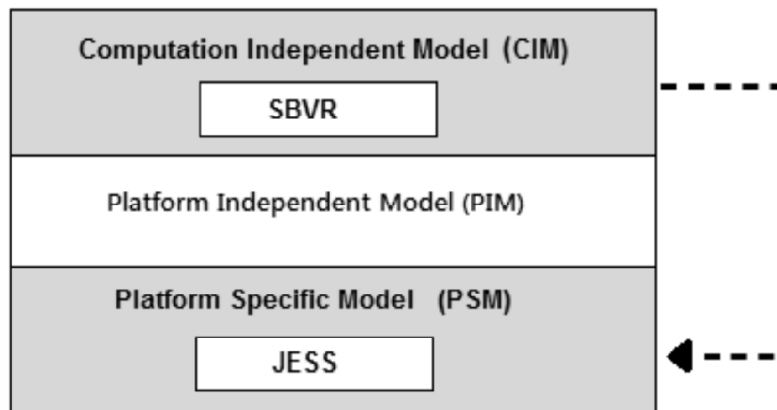 Computation Independent Model (CIM)
SBVR
Platform Independent Model (PIM)
Platform Specific Model (PSM)
JESS